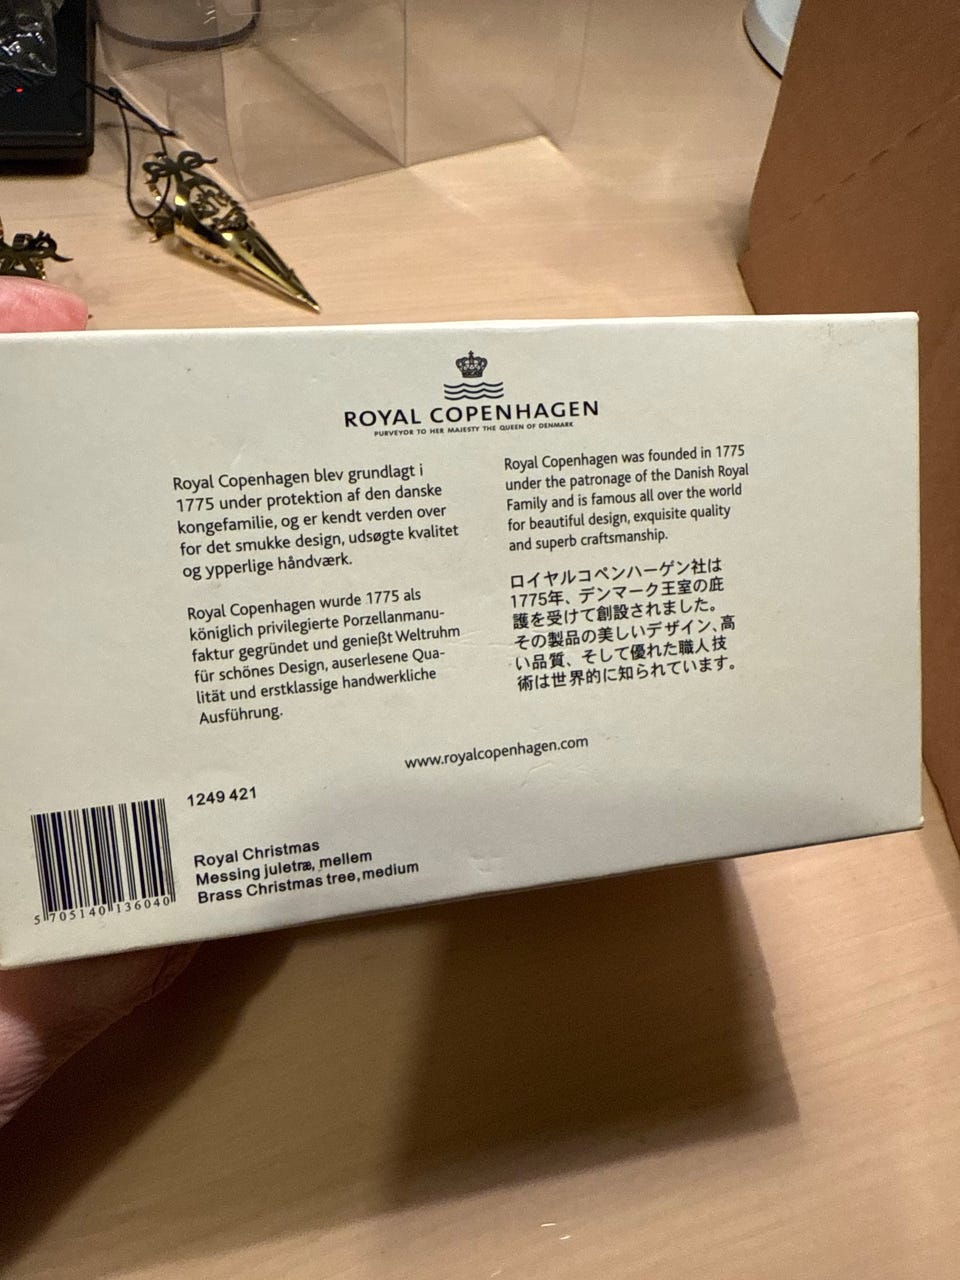 ROYAL COPENHAGEN
PURVEYOR TO HER MAJESTY THE QUEEN OF DENMARK
Royal Copenhagen blev grundlagt i
1775 under protektion af den danske
kongefamilie, og er kendt verden over
for det smukke design, udsøgte kvalitet
og ypperlige håndværk.
Royal Copenhagen wurde 1775 als
königlich privilegierte Porzellanmanu-
faktur gegründet und genießt Weltruhm
für schönes Design, auserlesene Qua-
lität und erstklassige handwerkliche
Ausführung.
Royal Copenhagen was founded in 1775
under the patronage of the Danish Royal
Family and is famous all over the world
for beautiful design, exquisite quality
and superb craftsmanship.
ロイヤルコペンハーゲン社は
1775年、デンマーク王室の庇
護を受けて創設されました。
その製品の美しいデザイン、高
い品質、そして優れた職人技
術は世界的に知られています。
www.royalcopenhagen.com
1249 421
Royal Christmas
Messing juletræ, mellem
Brass Christmas tree, medium
5 705140 136040